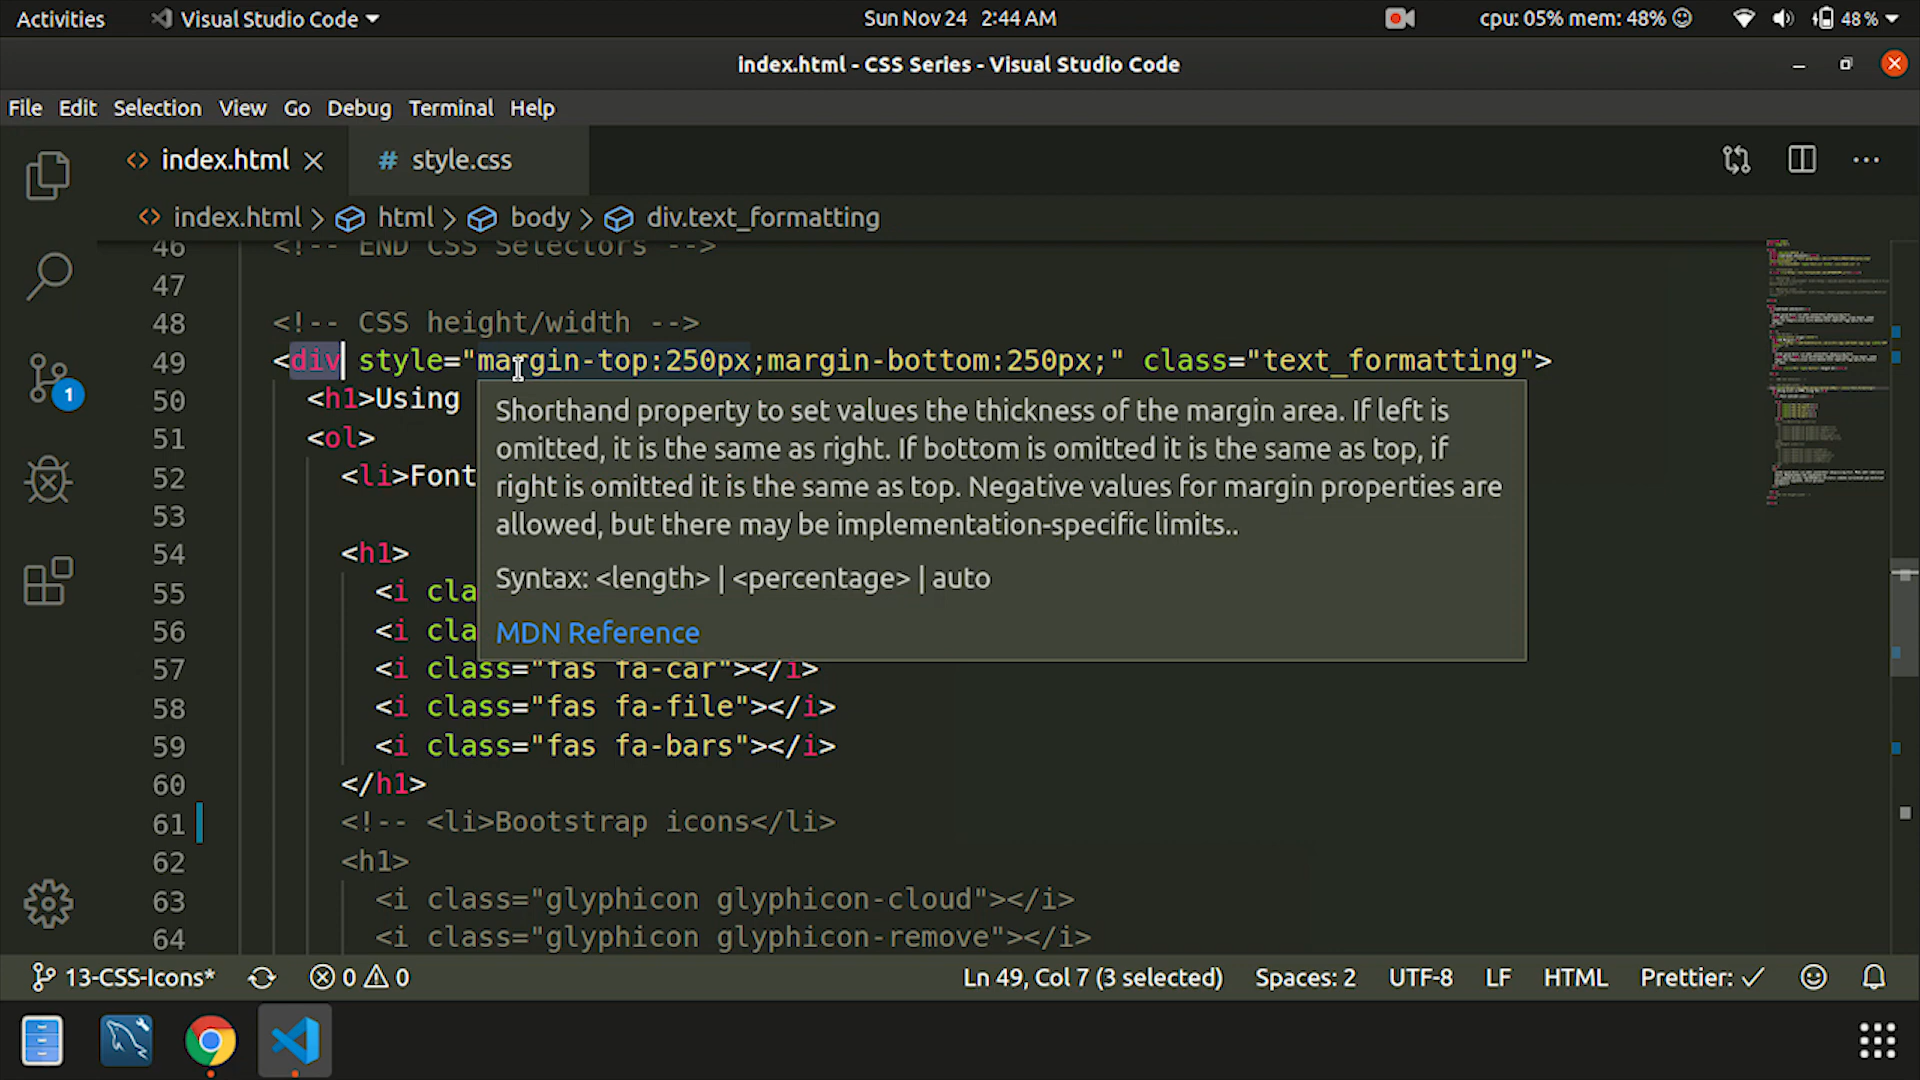 Activities Visual Studio Code Sun Nov 24 2:44 AM cpu: 05% mem: 48% 48 %
index.html - CSS Series - Visual Studio Code
File Edit Selection View Go Debug Terminal Help
<> index.html # style.css
<> index.html > html > body > div.text_formatting
46 <!-- END CSS Selectors -->
47
48 <!-- CSS height/width -->
49 <div style="margin-top:250px;margin-bottom:250px;" class="text_formatting">
50 <h1>Using
51 <ol>
52 <li>Font
53
54 <h1>
55 <i cla
56 <i cla
57 <i class="fas fa-car"></i>
58 <i class="fas fa-file"></i>
59 <i class="fas fa-bars"></i>
60 </h1>
61 <!-- <li>Bootstrap icons</li>
62 <h1>
63 <i class="glyphicon glyphicon-cloud"></i>
64 <i class="glyphicon glyphicon-remove"></i>
Shorthand property to set values the thickness of the margin area. If left is
omitted, it is the same as right. If bottom is omitted it is the same as top, if
right is omitted it is the same as top. Negative values for margin properties are
allowed, but there may be implementation-specific limits..
Syntax: <length> | <percentage> | auto
MDN Reference
1
13-CSS-Icons* 0 0 Ln 49, Col 7 (3 selected) Spaces: 2 UTF-8 LF HTML Prettier: ✓